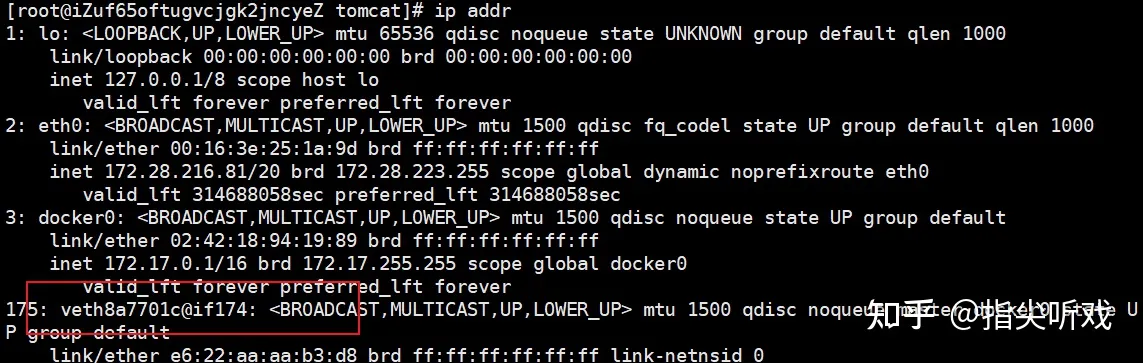 [root@iZuf65oftugvcjgk2jncyeZ tomcat]# ip addr
1: lo: <LOOPBACK,UP,LOWER_UP> mtu 65536 qdisc noqueue state UNKNOWN group default qlen 1000
    link/loopback 00:00:00:00:00:00 brd 00:00:00:00:00:00
    inet 127.0.0.1/8 scope host lo
       valid_lft forever preferred_lft forever
2: eth0: <BROADCAST,MULTICAST,UP,LOWER_UP> mtu 1500 qdisc fq_codel state UP group default qlen 1000
    link/ether 00:16:3e:25:1a:9d brd ff:ff:ff:ff:ff:ff
    inet 172.28.216.81/20 brd 172.28.223.255 scope global dynamic noprefixroute eth0
       valid_lft 314688058sec preferred_lft 314688058sec
3: docker0: <BROADCAST,MULTICAST,UP,LOWER_UP> mtu 1500 qdisc noqueue state UP group default
    link/ether 02:42:18:94:19:89 brd ff:ff:ff:ff:ff:ff
    inet 172.17.0.1/16 brd 172.17.255.255 scope global docker0
       valid_lft forever preferred_lft forever
175: veth8a7701c@if174: <BROADCAST,MULTICAST,UP,LOWER_UP> mtu 1500 qdisc noqueue master docker0 state U
P group default
    link/ether e6:22:aa:aa:b3:d8 brd ff:ff:ff:ff:ff:ff link-netnsid 0
知乎 @指尖听戏